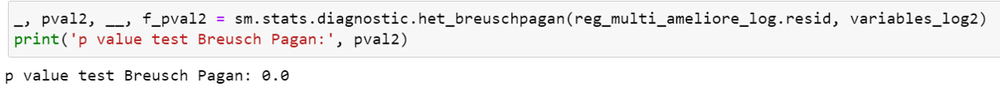 _, pval2, __, f_pval2 = sm.stats.diagnostic.het_breuschpagan(reg_multi_ameliore_log.resid, variables_log2)
print('p value test Breusch Pagan:', pval2)
p value test Breusch Pagan: 0.0